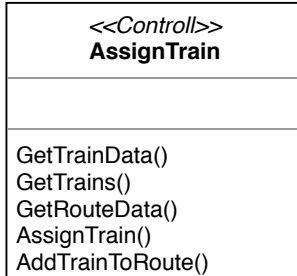 <<Controll>>
AssignTrain
GetTrainData()
GetTrains()
GetRouteData()
AssignTrain()
AddTrainToRoute()